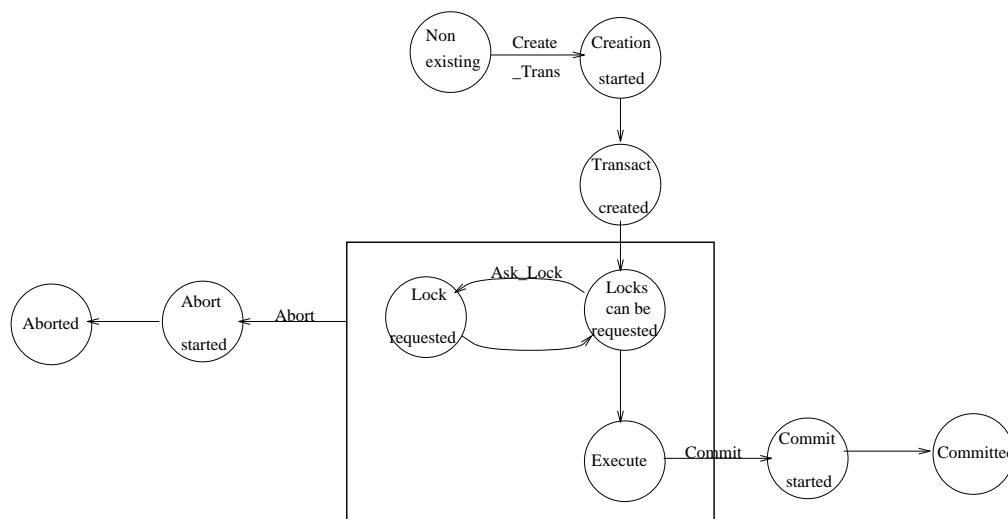 Non
existing
Create
_Trans
Creation
started
Transact
created
Ask_Lock
Lock
requested
Locks
can be
requested
Abort
Abort
started
Aborted
Execute
Commit
Commit
started
Committed